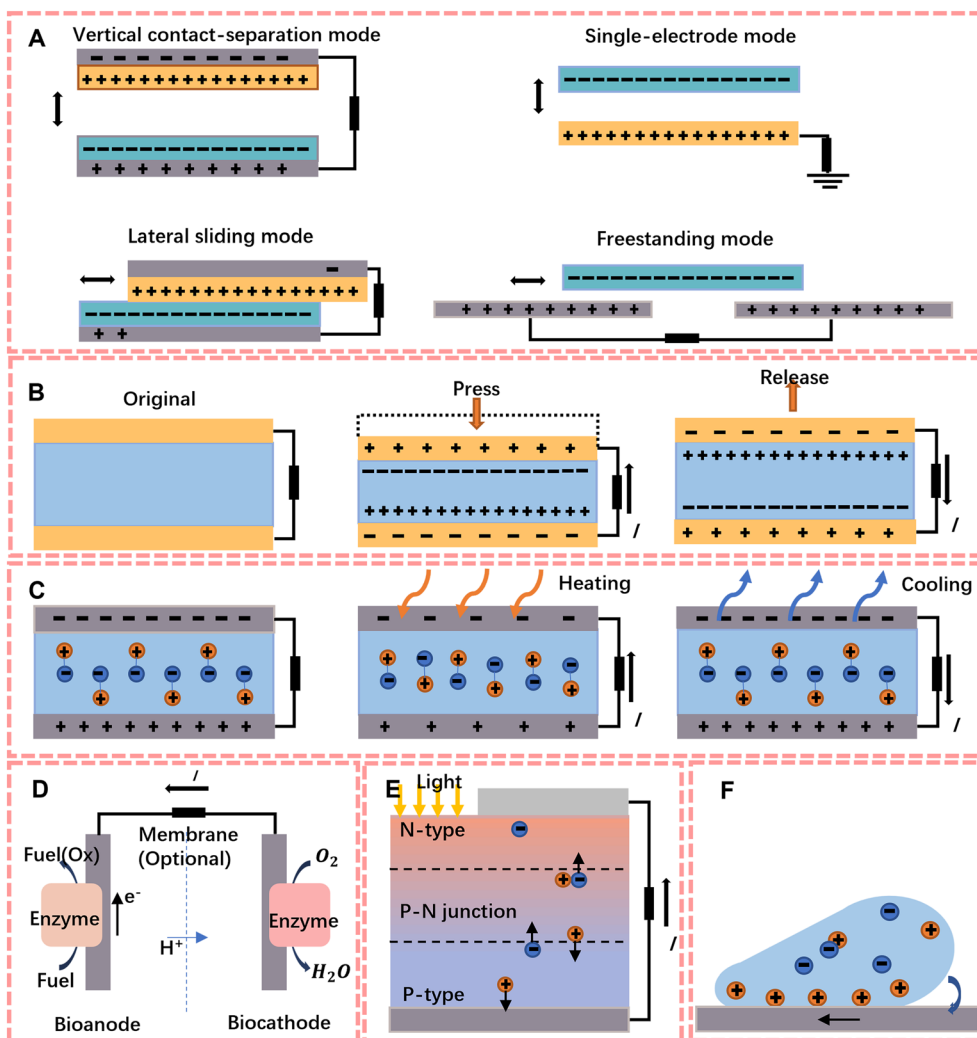 A
Vertical contact-separation mode
Single-electrode mode
Lateral sliding mode
Freestanding mode
B
Original
Press
Release
I
I
C
Heating
Cooling
I
I
D
I
Membrane
(Optional)
Fuel(Ox)
O₂
Enzyme
e⁻
Enzyme
H⁺
Fuel
H₂O
Bioanode
Biocathode
E
Light
N-type
P-N junction
I
P-type
F